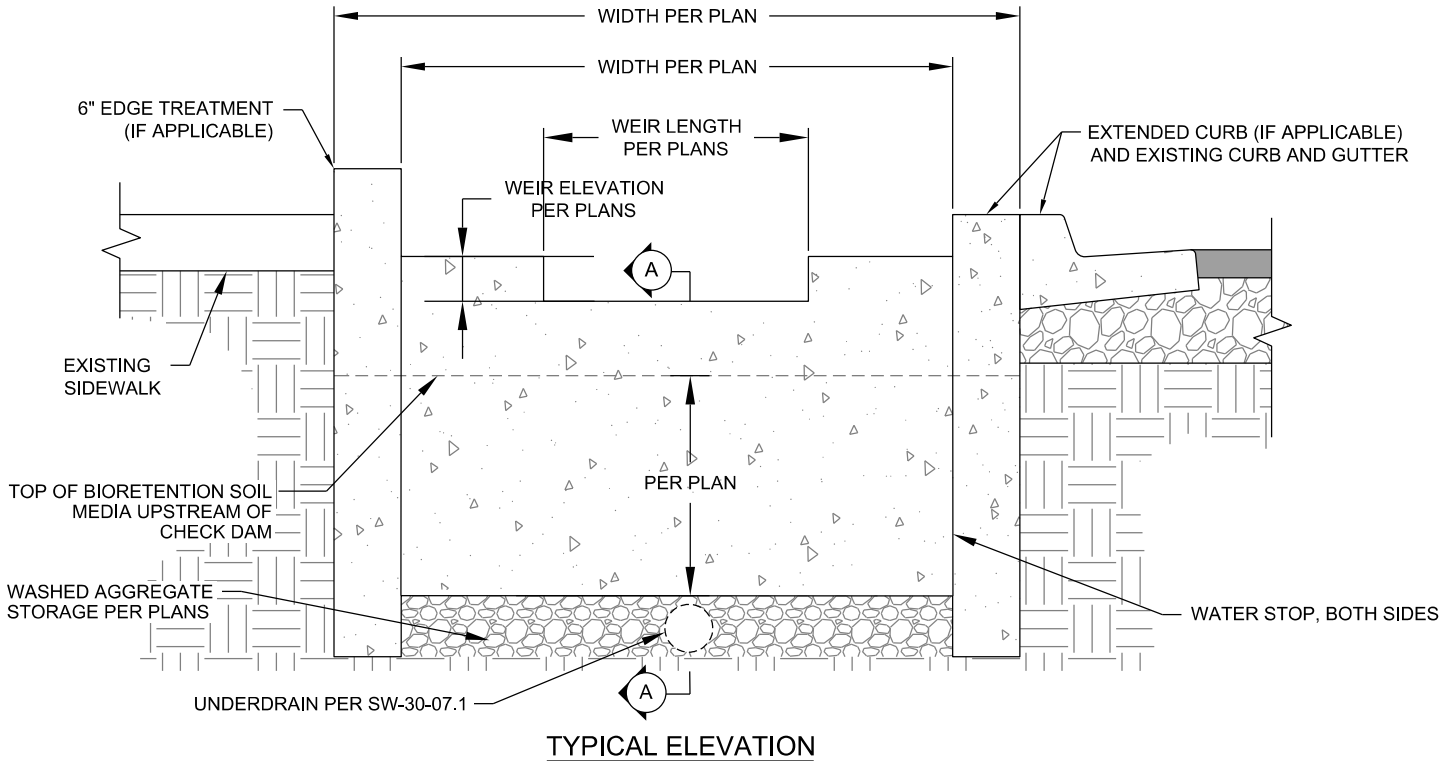 WIDTH PER PLAN
WIDTH PER PLAN
6" EDGE TREATMENT
(IF APPLICABLE)
WEIR LENGTH
PER PLANS
EXTENDED CURB (IF APPLICABLE)
AND EXISTING CURB AND GUTTER
WEIR ELEVATION
PER PLANS
A
EXISTING
SIDEWALK
TOP OF BIORETENTION SOIL
MEDIA UPSTREAM OF
CHECK DAM
PER PLAN
WASHED AGGREGATE
STORAGE PER PLANS
WATER STOP, BOTH SIDES
UNDERDRAIN PER SW-30-07.1
A
TYPICAL ELEVATION